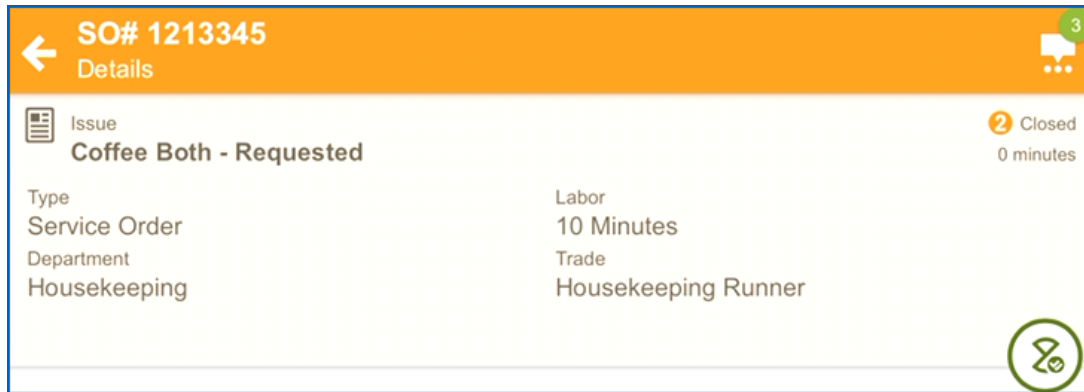 SO# 1213345
Details
3
Issue
Coffee Both - Requested
2 Closed
0 minutes
Type
Service Order
Labor
10 Minutes
Department
Housekeeping
Trade
Housekeeping Runner